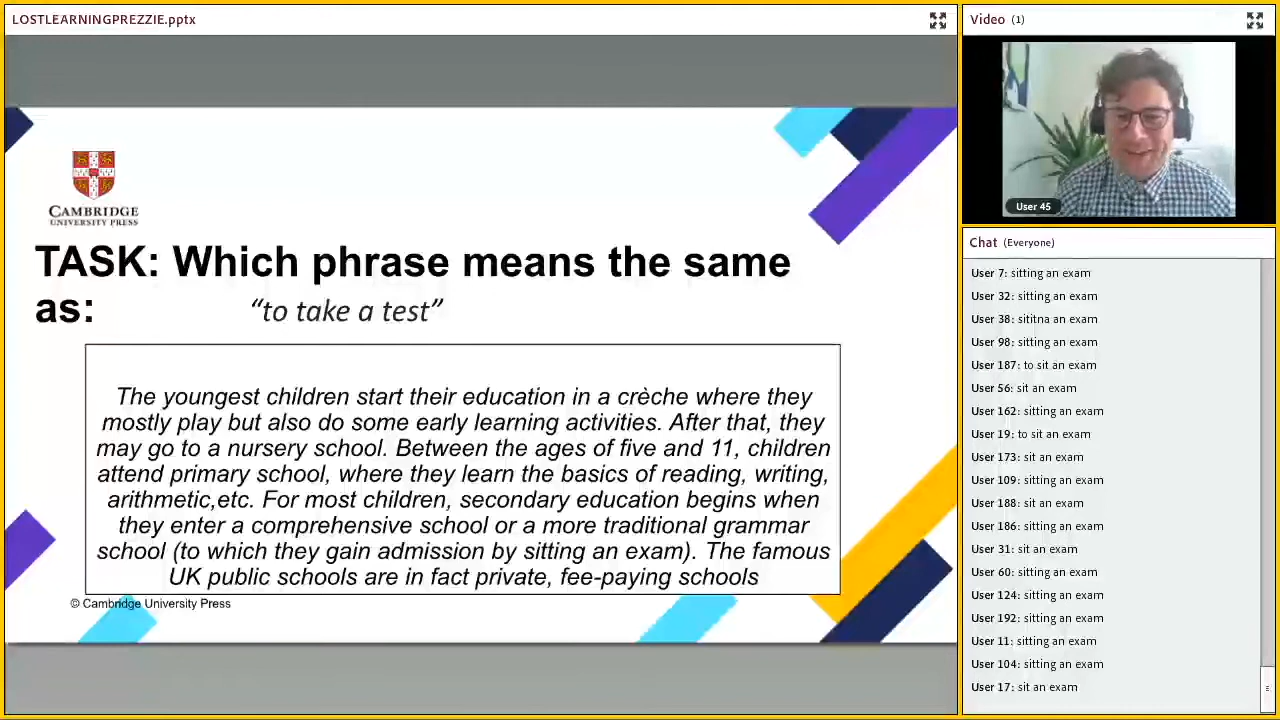 LOSTLEARNINGPREZZIE.pptx
CAMBRIDGE
UNIVERSITY PRESS
TASK: Which phrase means the same
as: “to take a test”
The youngest children start their education in a crèche where they
mostly play but also do some early learning activities. After that, they
may go to a nursery school. Between the ages of five and 11, children
attend primary school, where they learn the basics of reading, writing,
arithmetic,etc. For most children, secondary education begins when
they enter a comprehensive school or a more traditional grammar
school (to which they gain admission by sitting an exam). The famous
UK public schools are in fact private, fee-paying schools
© Cambridge University Press
Video (1)
User 45
Chat (Everyone)
User 7: sitting an exam
User 32: sitting an exam
User 38: sititna an exam
User 98: sitting an exam
User 187: to sit an exam
User 56: sit an exam
User 162: sitting an exam
User 19: to sit an exam
User 173: sit an exam
User 109: sitting an exam
User 188: sit an exam
User 186: sitting an exam
User 31: sit an exam
User 60: sitting an exam
User 124: sitting an exam
User 192: sitting an exam
User 11: sitting an exam
User 104: sitting an exam
User 17: sit an exam